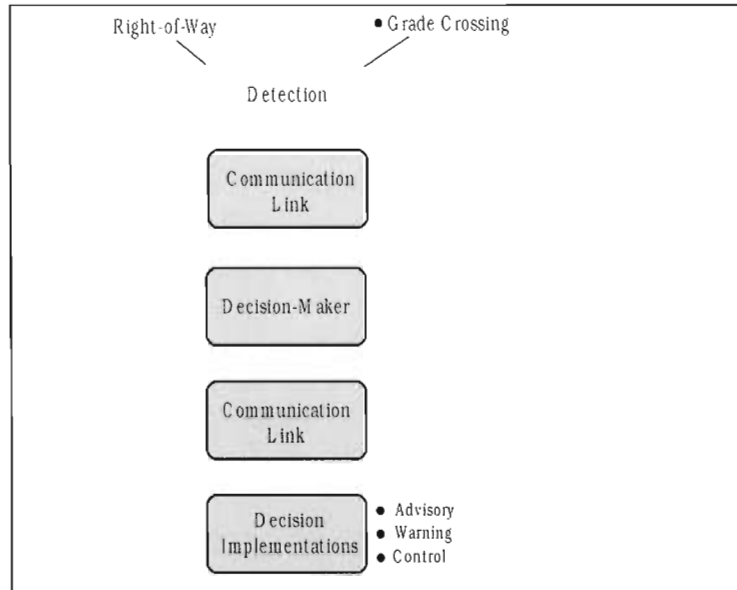 Right-of-Way
• Grade Crossing
Detection
Communication
Link
Decision-Maker
Communication
Link
Decision
Implementations
• Advisory
• Warning
• Control